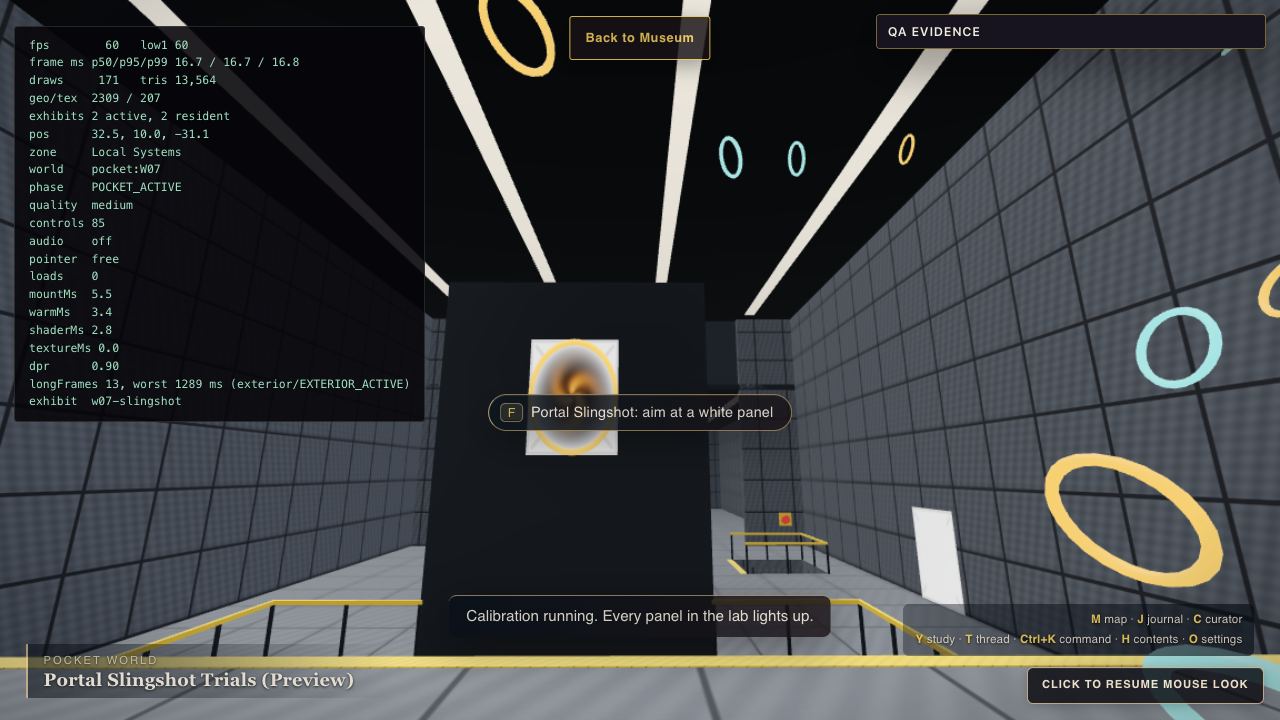 fps 60 low1 60
frame ms p50/p95/p99 16.7 / 16.7 / 16.8
draws 171 tris 13,564
geo/tex 2309 / 207
exhibits 2 active, 2 resident
pos 32.5, 10.0, −31.1
zone Local Systems
world pocket:W07
phase POCKET_ACTIVE
quality medium
controls 85
audio off
pointer free
loads 0
mountMs 5.5
warmMs 3.4
shaderMs 2.8
textureMs 0.0
dpr 0.90
longFrames 13, worst 1289 ms (exterior/EXTERIOR_ACTIVE)
exhibit w07-slingshot
Back to Museum
QA EVIDENCE
F Portal Slingshot: aim at a white panel
Calibration running. Every panel in the lab lights up.
M map · J journal · C curator
Y study · T thread · Ctrl+K command · H contents · O settings
POCKET WORLD
Portal Slingshot Trials (Preview)
CLICK TO RESUME MOUSE LOOK